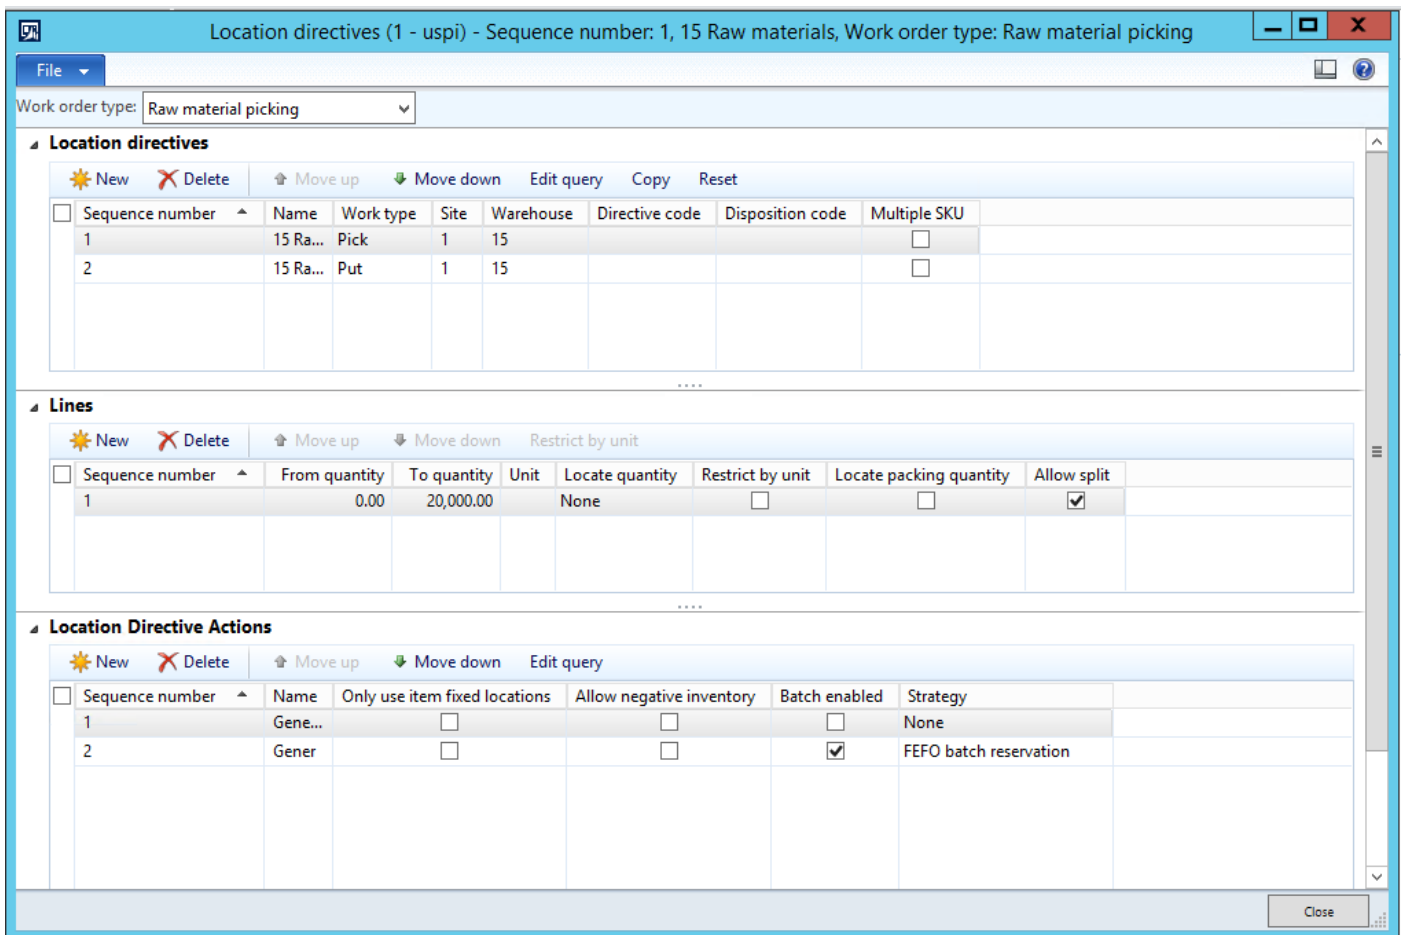 Location directives (1 - uspi) - Sequence number: 1, 15 Raw materials, Work order type: Raw material picking
File
Work order type: Raw material picking
Location directives
New Delete Move up Move down Edit query Copy Reset
Sequence number Name Work type Site Warehouse Directive code Disposition code Multiple SKU
1 15 Ra... Pick 1 15
2 15 Ra... Put 1 15
Lines
New Delete Move up Move down Restrict by unit
Sequence number From quantity To quantity Unit Locate quantity Restrict by unit Locate packing quantity Allow split
1 0.00 20,000.00 None
Location Directive Actions
New Delete Move up Move down Edit query
Sequence number Name Only use item fixed locations Allow negative inventory Batch enabled Strategy
1 Gene... None
2 Gener FEFO batch reservation
Close